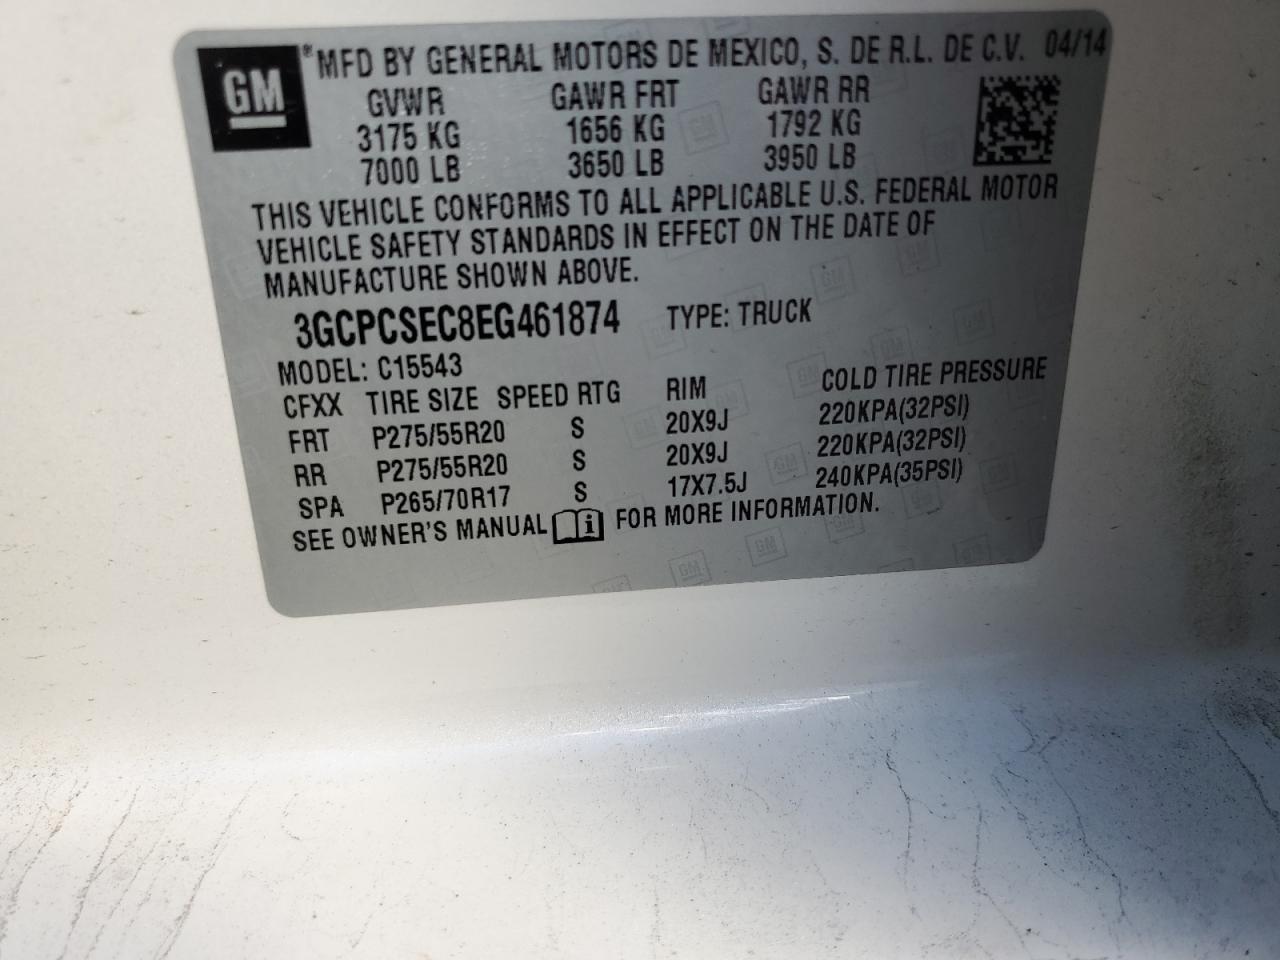 GM ® MFD BY GENERAL MOTORS DE MEXICO, S. DE R.L. DE C.V. 04/14
GVWR GAWR FRT GAWR RR
3175 KG 1656 KG 1792 KG
7000 LB 3650 LB 3950 LB
THIS VEHICLE CONFORMS TO ALL APPLICABLE U.S. FEDERAL MOTOR
VEHICLE SAFETY STANDARDS IN EFFECT ON THE DATE OF
MANUFACTURE SHOWN ABOVE.
3GCPCSEC8EG461874 TYPE: TRUCK
MODEL: C15543
CFXX TIRE SIZE SPEED RTG RIM COLD TIRE PRESSURE
FRT P275/55R20 S 20X9J 220KPA(32PSI)
RR P275/55R20 S 20X9J 220KPA(32PSI)
SPA P265/70R17 S 17X7.5J 240KPA(35PSI)
SEE OWNER'S MANUAL i FOR MORE INFORMATION.